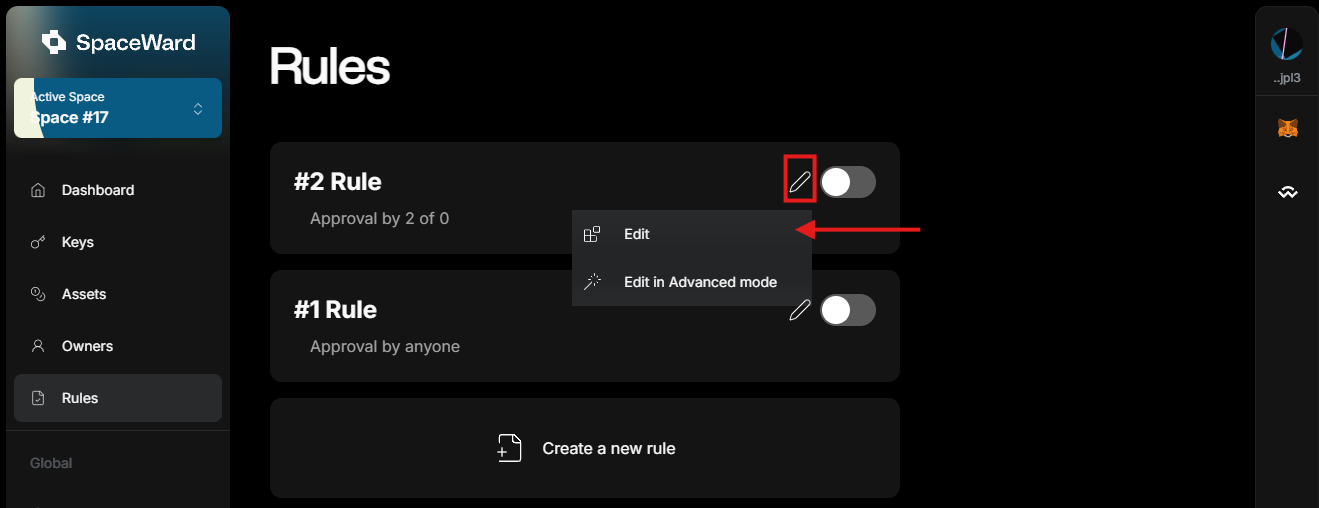 SpaceWard
Active Space
Space #17
Dashboard
Keys
Assets
Owners
Rules
Global
Rules
#2 Rule
Approval by 2 of 0
Edit
Edit in Advanced mode
#1 Rule
Approval by anyone
Create a new rule
..jpl3